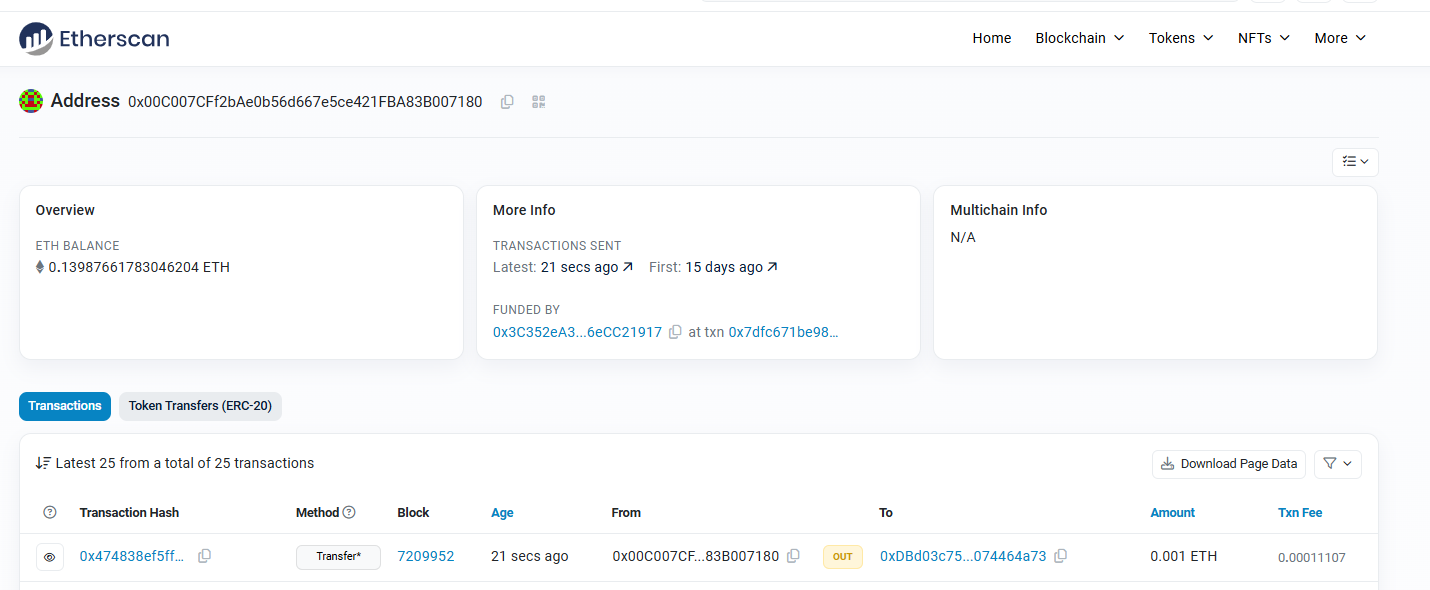 Etherscan
Home Blockchain Tokens NFTs More
Address 0x00C007CFf2bAe0b56d667e5ce421FBA83B007180
Overview
ETH BALANCE
0.13987661783046204 ETH
More Info
TRANSACTIONS SENT
Latest: 21 secs ago First: 15 days ago
FUNDED BY
0x3C352eA3...6eCC21917 at txn 0x7dfc671be98...
Multichain Info
N/A
Transactions Token Transfers (ERC-20)
Latest 25 from a total of 25 transactions
Download Page Data
Transaction Hash Method Block Age From To Amount Txn Fee
0x474838ef5ff... Transfer* 7209952 21 secs ago 0x00C007CF...83B007180 OUT 0xDBd03c75...074464a73 0.001 ETH 0.00011107